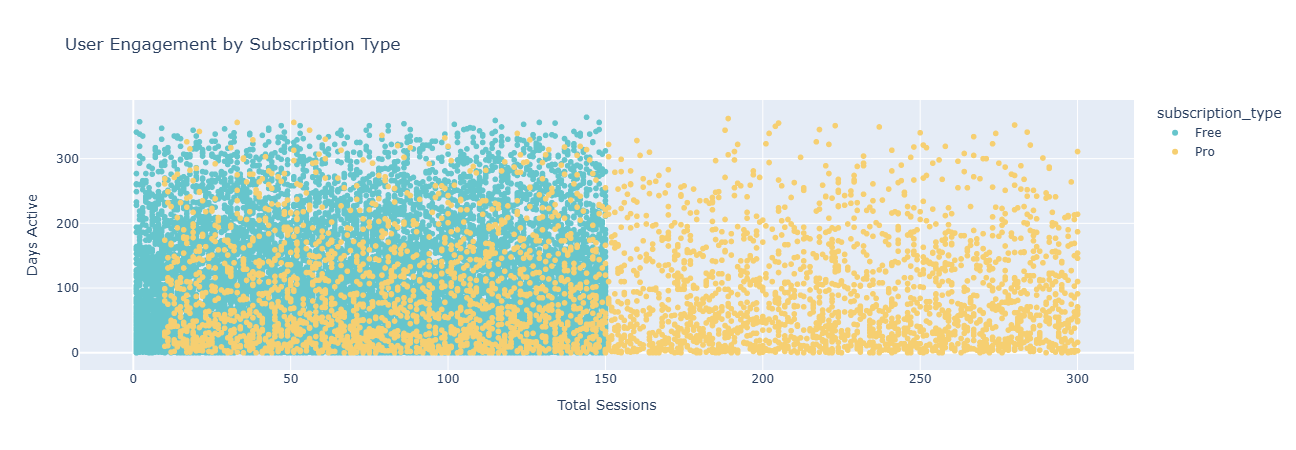 User Engagement by Subscription Type
subscription_type
Free
Pro
Days Active
300
200
100
0
0 50 100 150 200 250 300
Total Sessions